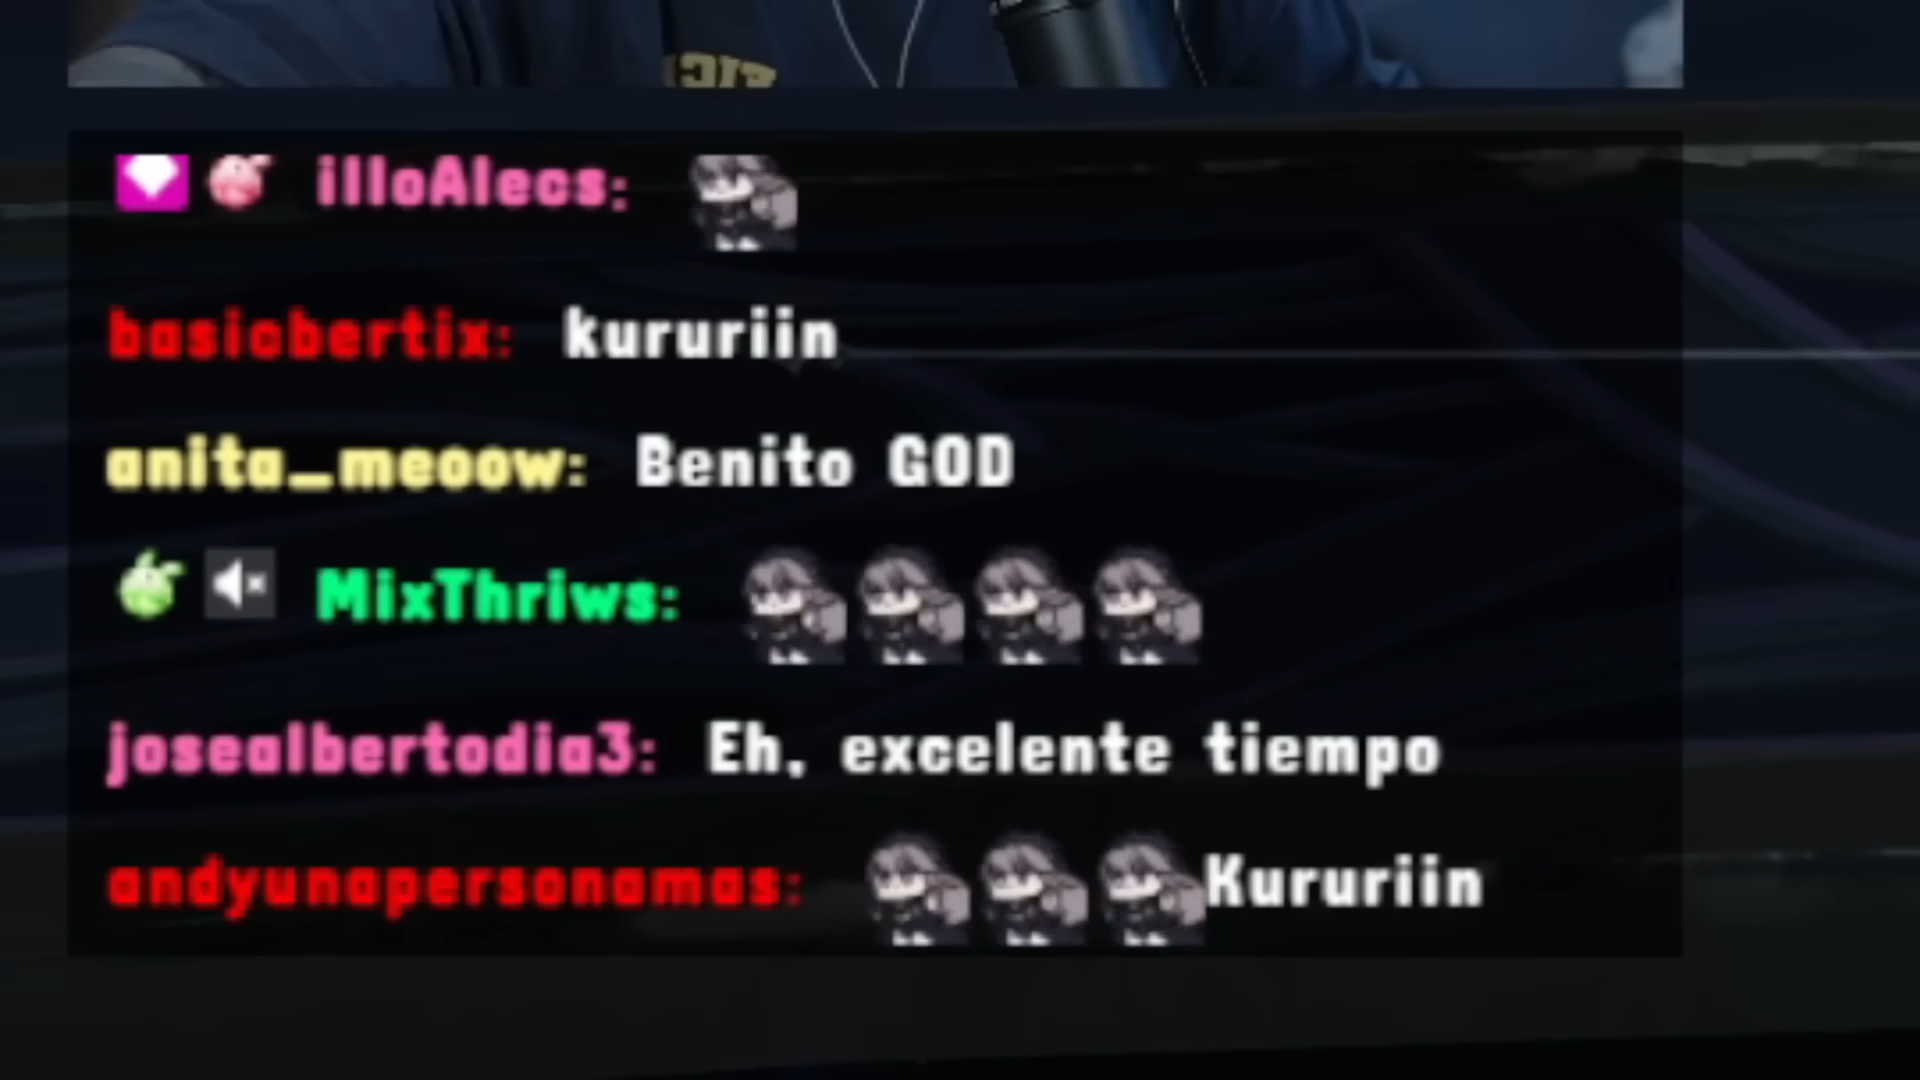 illoAlecs:
basicbertix: kururiin
anita_meoow: Benito GOD
MixThriws:
josealbertodia3: Eh, excelente tiempo
andyunapersonamas: Kururiin